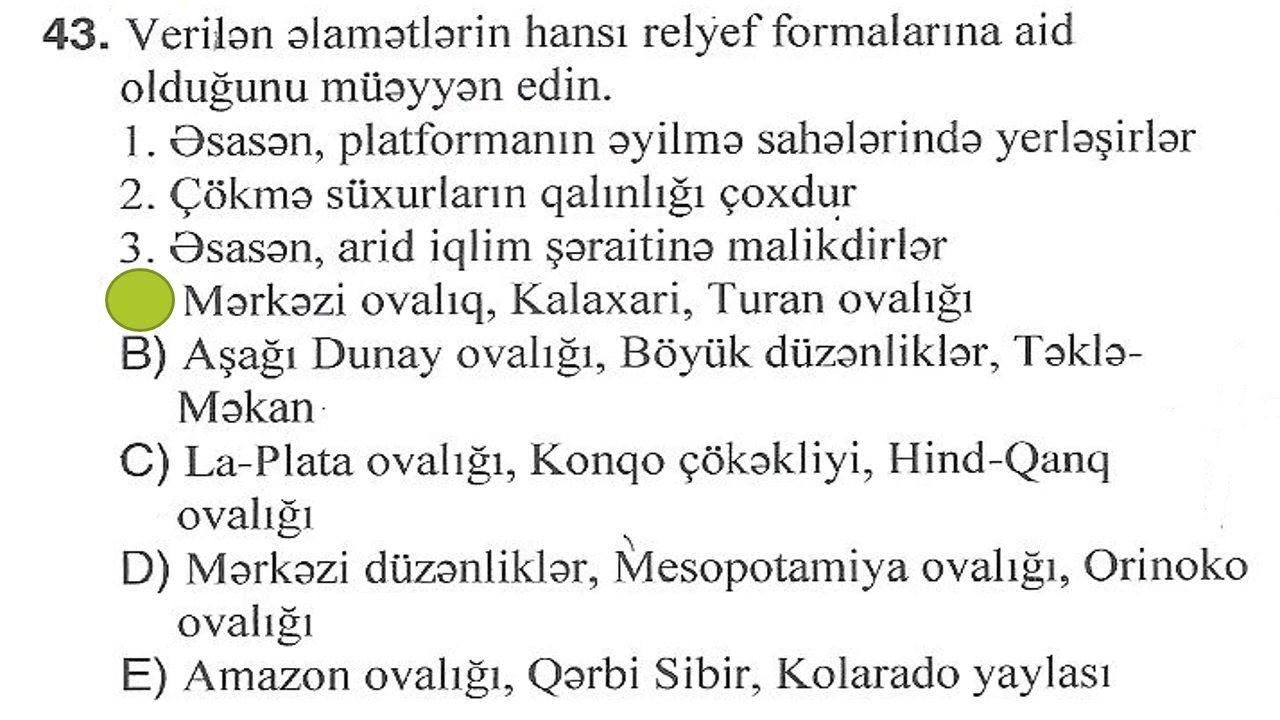 43. Verilən əlamətlərin hansı relyef formalarına aid
olduğunu müəyyən edin.
1. Əsasən, platformanın əyilmə sahələrində yerləşirlər
2. Çökmə süxurların qalınlığı çoxdur
3. Əsasən, arid iqlim şəraitinə malikdirlər
Mərkəzi ovalıq, Kalaxari, Turan ovalığı
B) Aşağı Dunay ovalığı, Böyük düzənliklər, Təklə-
Məkan
C) La-Plata ovalığı, Konqo çökəkliyi, Hind-Qanq
ovalığı
D) Mərkəzi düzənliklər, Mesopotamiya ovalığı, Orinoko
ovalığı
E) Amazon ovalığı, Qərbi Sibir, Kolarado yaylası